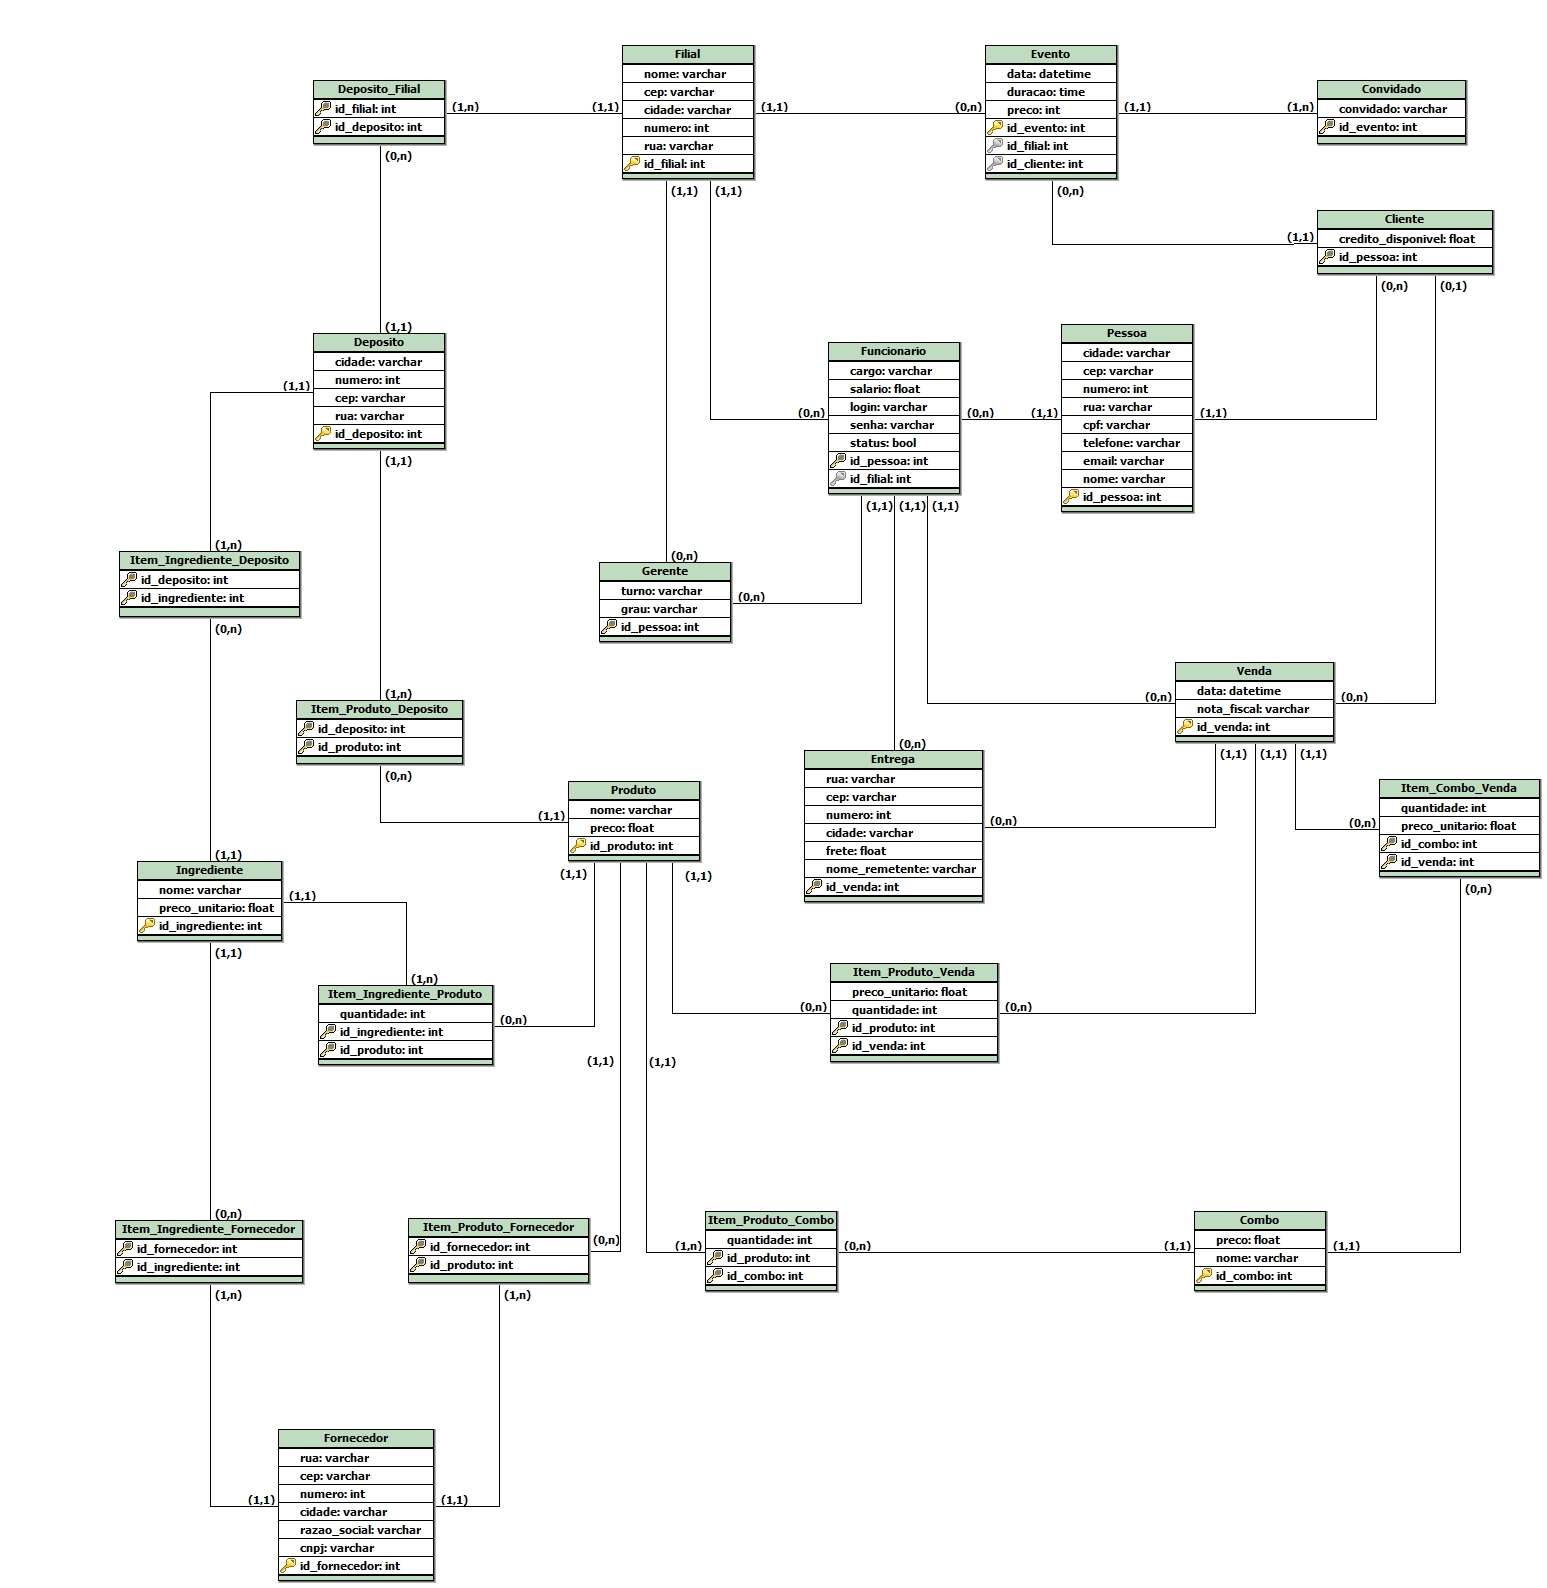 Filial
nome: varchar
cep: varchar
cidade: varchar
numero: int
rua: varchar
id_filial: int
Evento
data: datetime
duracao: time
preco: int
id_evento: int
id_filial: int
id_cliente: int
Deposito_Filial
id_filial: int
id_deposito: int
Convidado
convidado: varchar
id_evento: int
(1,n)
(1,1)
(1,1)
(0,n)
(1,1)
(1,n)
(0,n)
(1,1)
(1,1)
(0,n)
Cliente
credito_disponivel: float
id_pessoa: int
(1,1)
(0,n)
(0,1)
(1,1)
Deposito
cidade: varchar
numero: int
cep: varchar
rua: varchar
id_deposito: int
(1,1)
(1,1)
Funcionario
cargo: varchar
salario: float
login: varchar
senha: varchar
status: bool
id_pessoa: int
id_filial: int
(0,n)
(0,n)
(1,1)
(1,1)
Pessoa
cidade: varchar
cep: varchar
numero: int
rua: varchar
cpf: varchar
telefone: varchar
email: varchar
nome: varchar
id_pessoa: int
(1,1)
(1,1)
(1,1)
(1,n)
Item_Ingrediente_Deposito
id_deposito: int
id_ingrediente: int
(0,n)
(0,n)
Gerente
turno: varchar
grau: varchar
id_pessoa: int
(0,n)
(1,n)
Item_Produto_Deposito
id_deposito: int
id_produto: int
(0,n)
Venda
data: datetime
nota_fiscal: varchar
id_venda: int
(0,n)
(0,n)
(1,1)
(1,1)
(1,1)
(0,n)
Entrega
rua: varchar
cep: varchar
numero: int
cidade: varchar
frete: float
nome_remetente: varchar
id_venda: int
(0,n)
Item_Combo_Venda
quantidade: int
preco_unitario: float
id_combo: int
id_venda: int
(0,n)
(0,n)
Produto
nome: varchar
preco: float
id_produto: int
(1,1)
(1,1)
(1,1)
(1,1)
Ingrediente
nome: varchar
preco_unitario: float
id_ingrediente: int
(1,1)
(1,1)
(1,n)
Item_Ingrediente_Produto
quantidade: int
id_ingrediente: int
id_produto: int
(0,n)
Item_Produto_Venda
preco_unitario: float
quantidade: int
id_produto: int
id_venda: int
(0,n)
(0,n)
(1,1)
(1,1)
(0,n)
Item_Ingrediente_Fornecedor
id_fornecedor: int
id_ingrediente: int
(1,n)
Item_Produto_Fornecedor
id_fornecedor: int
id_produto: int
(0,n)
(1,n)
Item_Produto_Combo
quantidade: int
id_produto: int
id_combo: int
(1,n)
(0,n)
Combo
preco: float
nome: varchar
id_combo: int
(1,1)
(1,1)
Fornecedor
rua: varchar
cep: varchar
numero: int
cidade: varchar
razao_social: varchar
cnpj: varchar
id_fornecedor: int
(1,1)
(1,1)